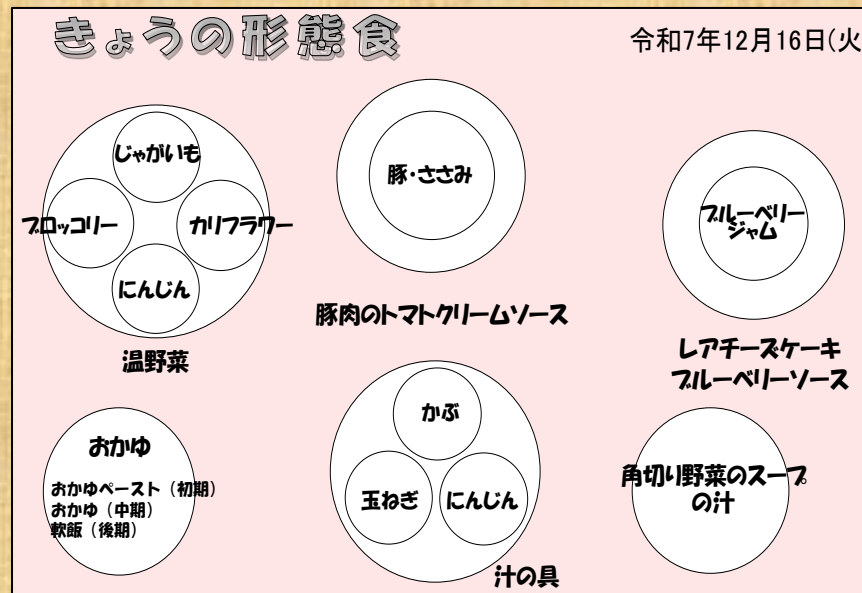 きょうの形態食
令和7年12月16日(火
じゃがいも
ブロッコリー
カリフラワー
にんじん
温野菜
豚・ささみ
豚肉のトマトクリームソース
ブルーベリー
ジャム
レアチーズケーキ
ブルーベリーソース
おかゆ
おかゆペースト（初期）
おかゆ（中期）
軟飯（後期）
かぶ
玉ねぎ
にんじん
汁の具
角切り野菜のスープ
の汁